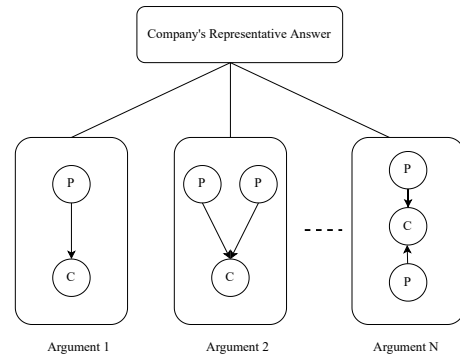 Company's Representative Answer
P
C
Argument 1
P P
C
Argument 2
P
C
P
Argument N